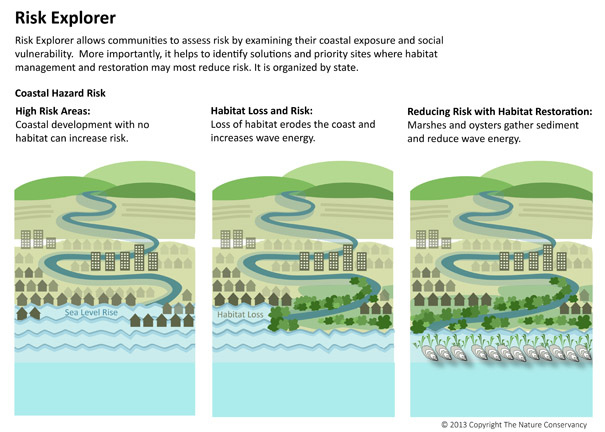 Risk Explorer
Risk Explorer allows communities to assess risk by examining their coastal exposure and social
vulnerability.  More importantly, it helps to identify solutions and priority sites where habitat
management and restoration may most reduce risk. It is organized by state.
Coastal Hazard Risk
High Risk Areas:
Coastal development with no
habitat can increase risk.
Habitat Loss and Risk:
Loss of habitat erodes the coast and
increases wave energy.
Reducing Risk with Habitat Restoration:
Marshes and oysters gather sediment
and reduce wave energy.
Sea Level Rise
Habitat Loss
© 2013 Copyright The Nature Conservancy